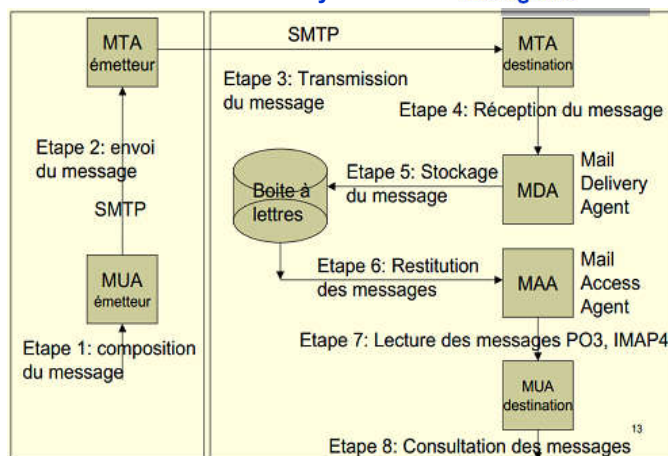 MTA
émetteur
SMTP
MTA
destination
Etape 3: Transmission
du message
Etape 4: Réception du message
Etape 2: envoi
du message
SMTP
Boite à
lettres
Etape 5: Stockage
du message
MDA
Mail
Delivery
Agent
MUA
émetteur
Etape 6: Restitution
des messages
MAA
Mail
Access
Agent
Etape 1: composition
du message
Etape 7: Lecture des messages PO3, IMAP4
MUA
destination
13
Etape 8: Consultation des messages